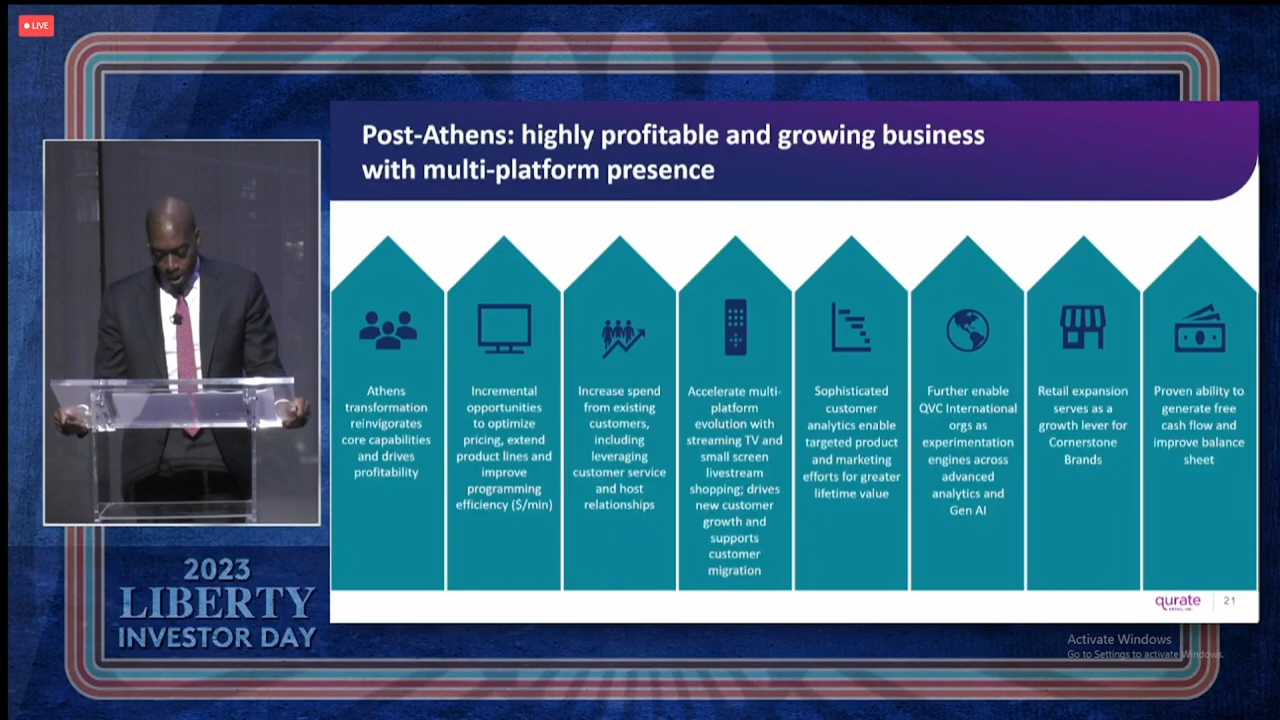 LIVE
Post-Athens: highly profitable and growing business
with multi-platform presence
Athens
transformation
reinvigorates
core capabilities
and drives
profitability
Incremental
opportunities
to optimize
pricing, extend
product lines and
improve
programming
efficiency ($/min)
Increase spend
from existing
customers,
including
leveraging
customer service
and host
relationships
Accelerate multi-
platform
evolution with
streaming TV and
small screen
livestream
shopping; drives
new customer
growth and
supports
customer
migration
Sophisticated
customer
analytics enable
targeted product
and marketing
efforts for greater
lifetime value
Further enable
QVC International
orgs as
experimentation
engines across
advanced
analytics and
Gen AI
Retail expansion
serves as a
growth lever for
Cornerstone
Brands
Proven ability to
generate free
cash flow and
improve balance
sheet
qurate
RETAIL, INC.
21
2023
LIBERTY
INVESTOR DAY
Activate Windows
Go to Settings to activate Windows.